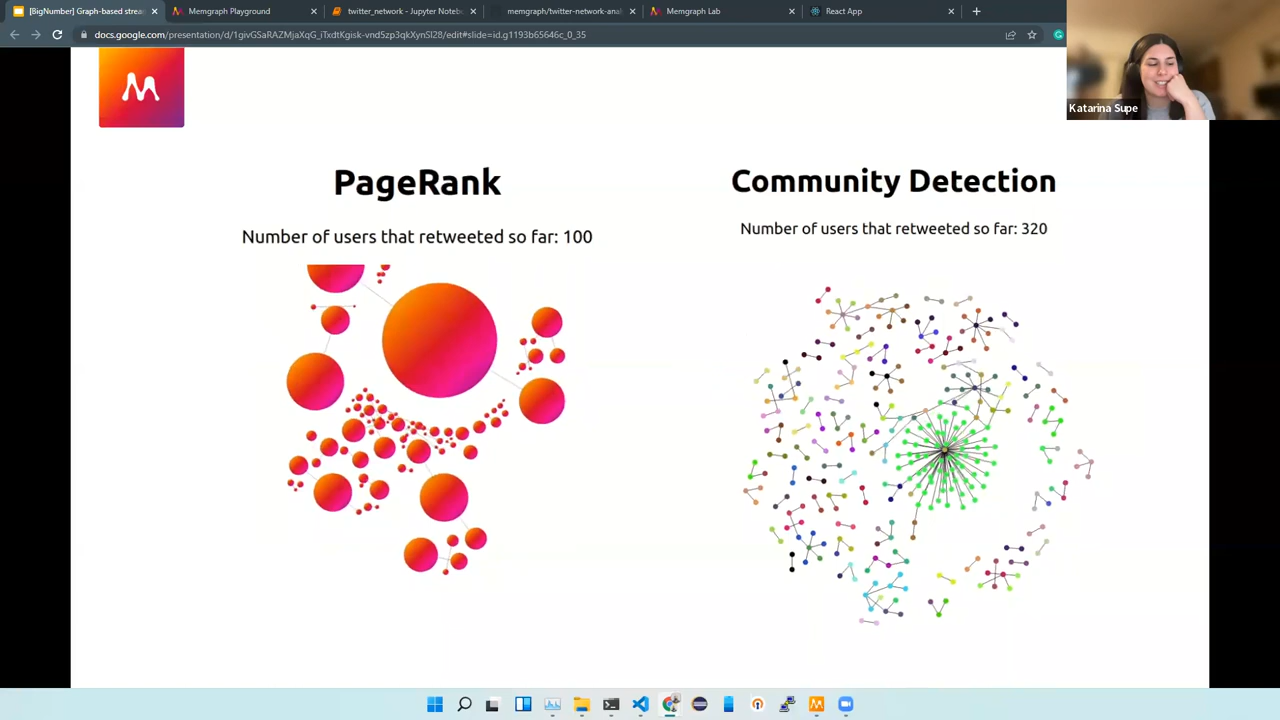 [BigNumber] Graph-based strea
Memgraph Playground
twitter_network - Jupyter Noteb
memgraph/twitter-network-anal
Memgraph Lab
React App
docs.google.com/presentation/d/1givGSaRAZMjaXqG_iTxdtKgisk-vnd5zp3qkXynSl28/edit#slide=id.g1193b65646c_0_35
Katarina Supe
PageRank
Community Detection
Number of users that retweeted so far: 100
Number of users that retweeted so far: 320